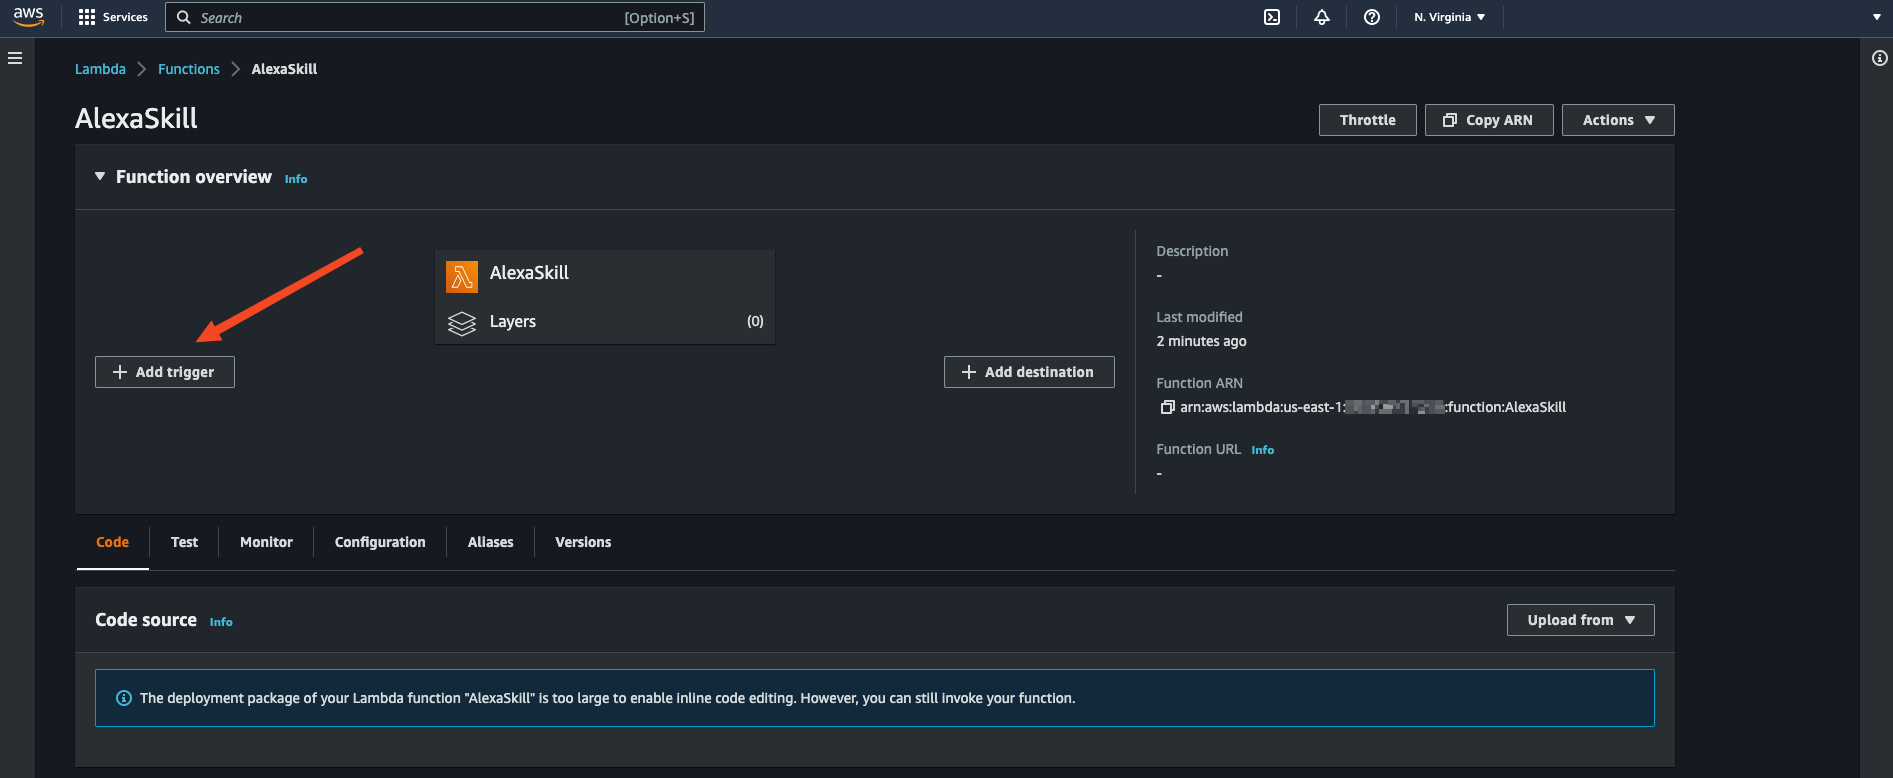 aws Services Search [Option+S] N. Virginia
Lambda Functions AlexaSkill
AlexaSkill
Throttle Copy ARN Actions
Function overview Info
AlexaSkill
Layers (0)
+ Add trigger
+ Add destination
Description
-
Last modified
2 minutes ago
Function ARN
arn:aws:lambda:us-east-1: :function:AlexaSkill
Function URL Info
-
Code Test Monitor Configuration Aliases Versions
Code source Info
Upload from
The deployment package of your Lambda function "AlexaSkill" is too large to enable inline code editing. However, you can still invoke your function.